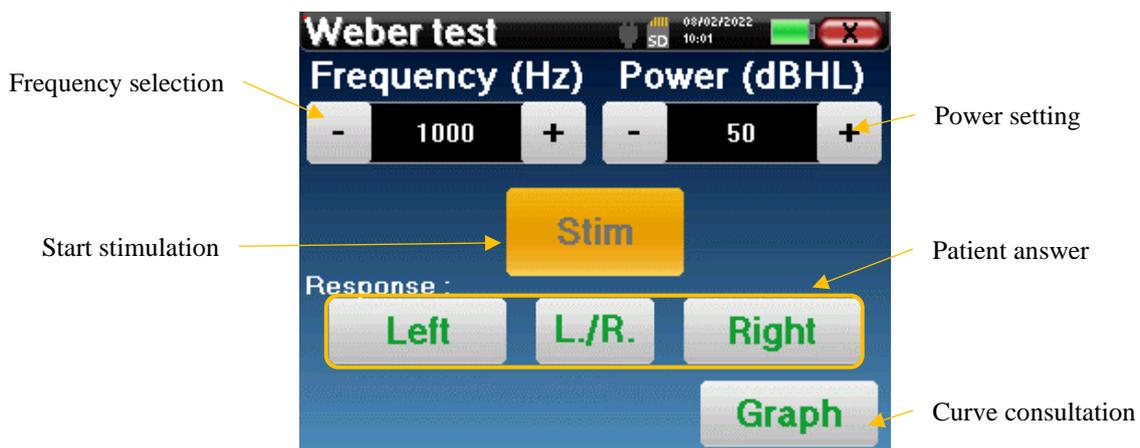 Weber test
SD
08/02/2022
10:01
X
Frequency (Hz)
Power (dBHL)
Frequency selection
- 1000 +
- 50 +
Power setting
Stim
Start stimulation
Patient answer
Response :
Left
L./R.
Right
Graph
Curve consultation